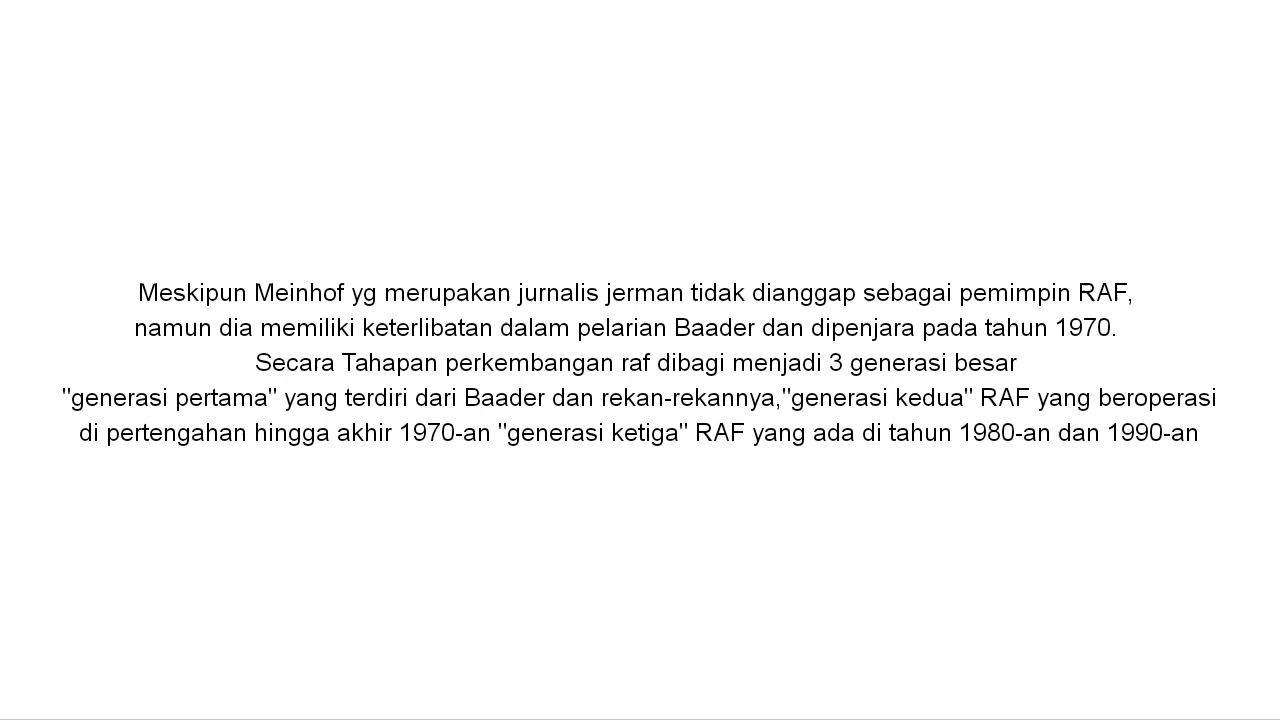 Meskipun Meinhof yg merupakan jurnalis jerman tidak dianggap sebagai pemimpin RAF,
namun dia memiliki keterlibatan dalam pelarian Baader dan dipenjara pada tahun 1970.
Secara Tahapan perkembangan raf dibagi menjadi 3 generasi besar
"generasi pertama" yang terdiri dari Baader dan rekan-rekannya,"generasi kedua" RAF yang beroperasi
di pertengahan hingga akhir 1970-an "generasi ketiga" RAF yang ada di tahun 1980-an dan 1990-an